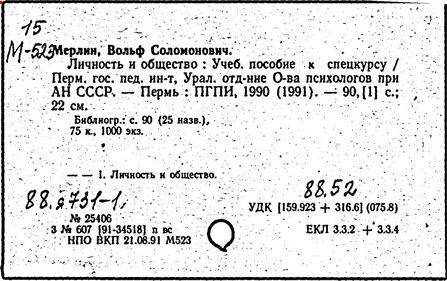 15
М-523
Мерлин, Вольф Соломонович.
Личность и общество : Учеб. пособие к спецкурсу /
Перм. гос. пед. ин-т, Урал. отд-ние О-ва психологов при
АН СССР. — Пермь : ПГПИ, 1990 (1991). — 90,[1] с.;
22 см.
Библиогр.: с. 90 (25 назв.),
75 к., 1000 экз.
— — 1. Личность и общество.
88.я731-1
88.52
№ 25406
УДК [159.923 + 316.6] (075.8)
3 № 607 [91-34518] п вс
ЕКЛ 3.3.2 + 3.3.4
НПО ВКП 21.08.91 М523